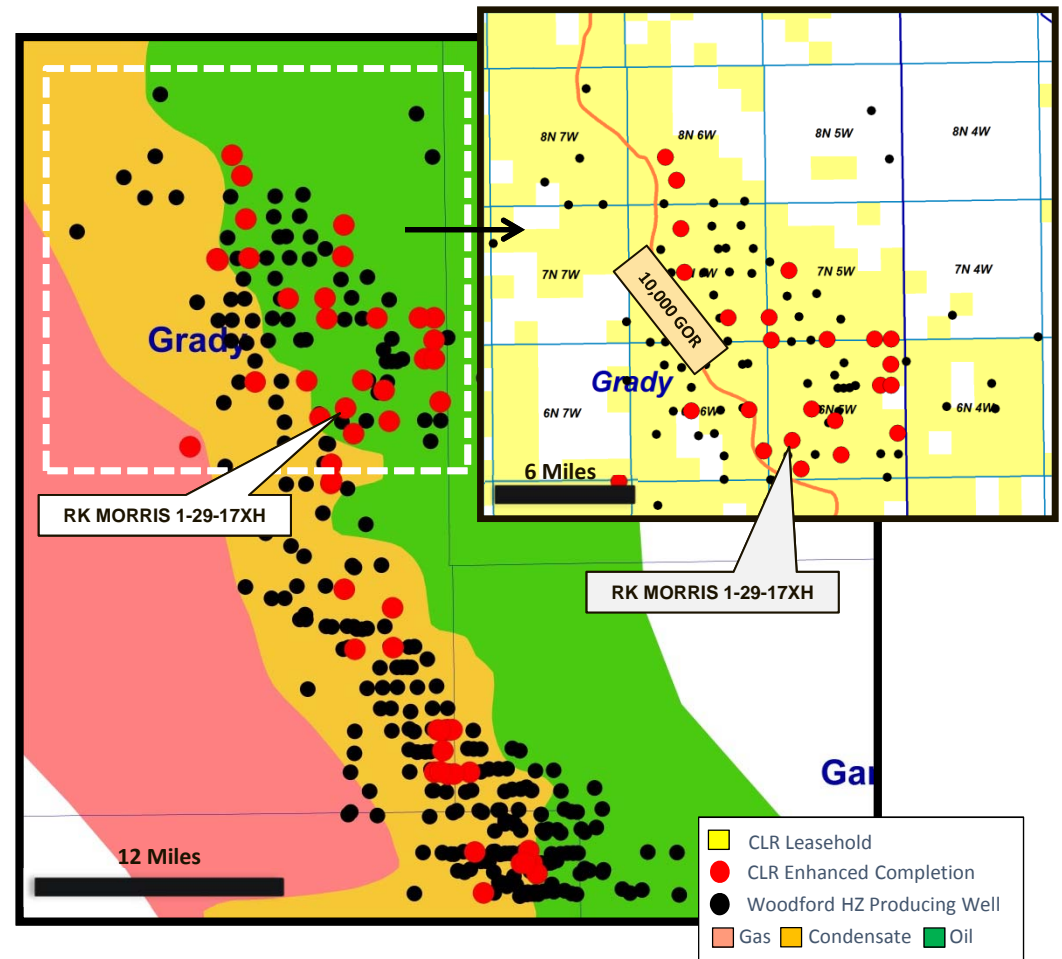 Grady
RK MORRIS 1-29-17XH
12 Miles
Gar
8N 7W
8N 6W
8N 5W
8N 4W
7N 7W
7N 5W
7N 4W
10,000 GOR
Grady
6N 7W
6W
6N 5W
6N 4W
6 Miles
RK MORRIS 1-29-17XH
CLR Leasehold
CLR Enhanced Completion
Woodford HZ Producing Well
Gas
Condensate
Oil